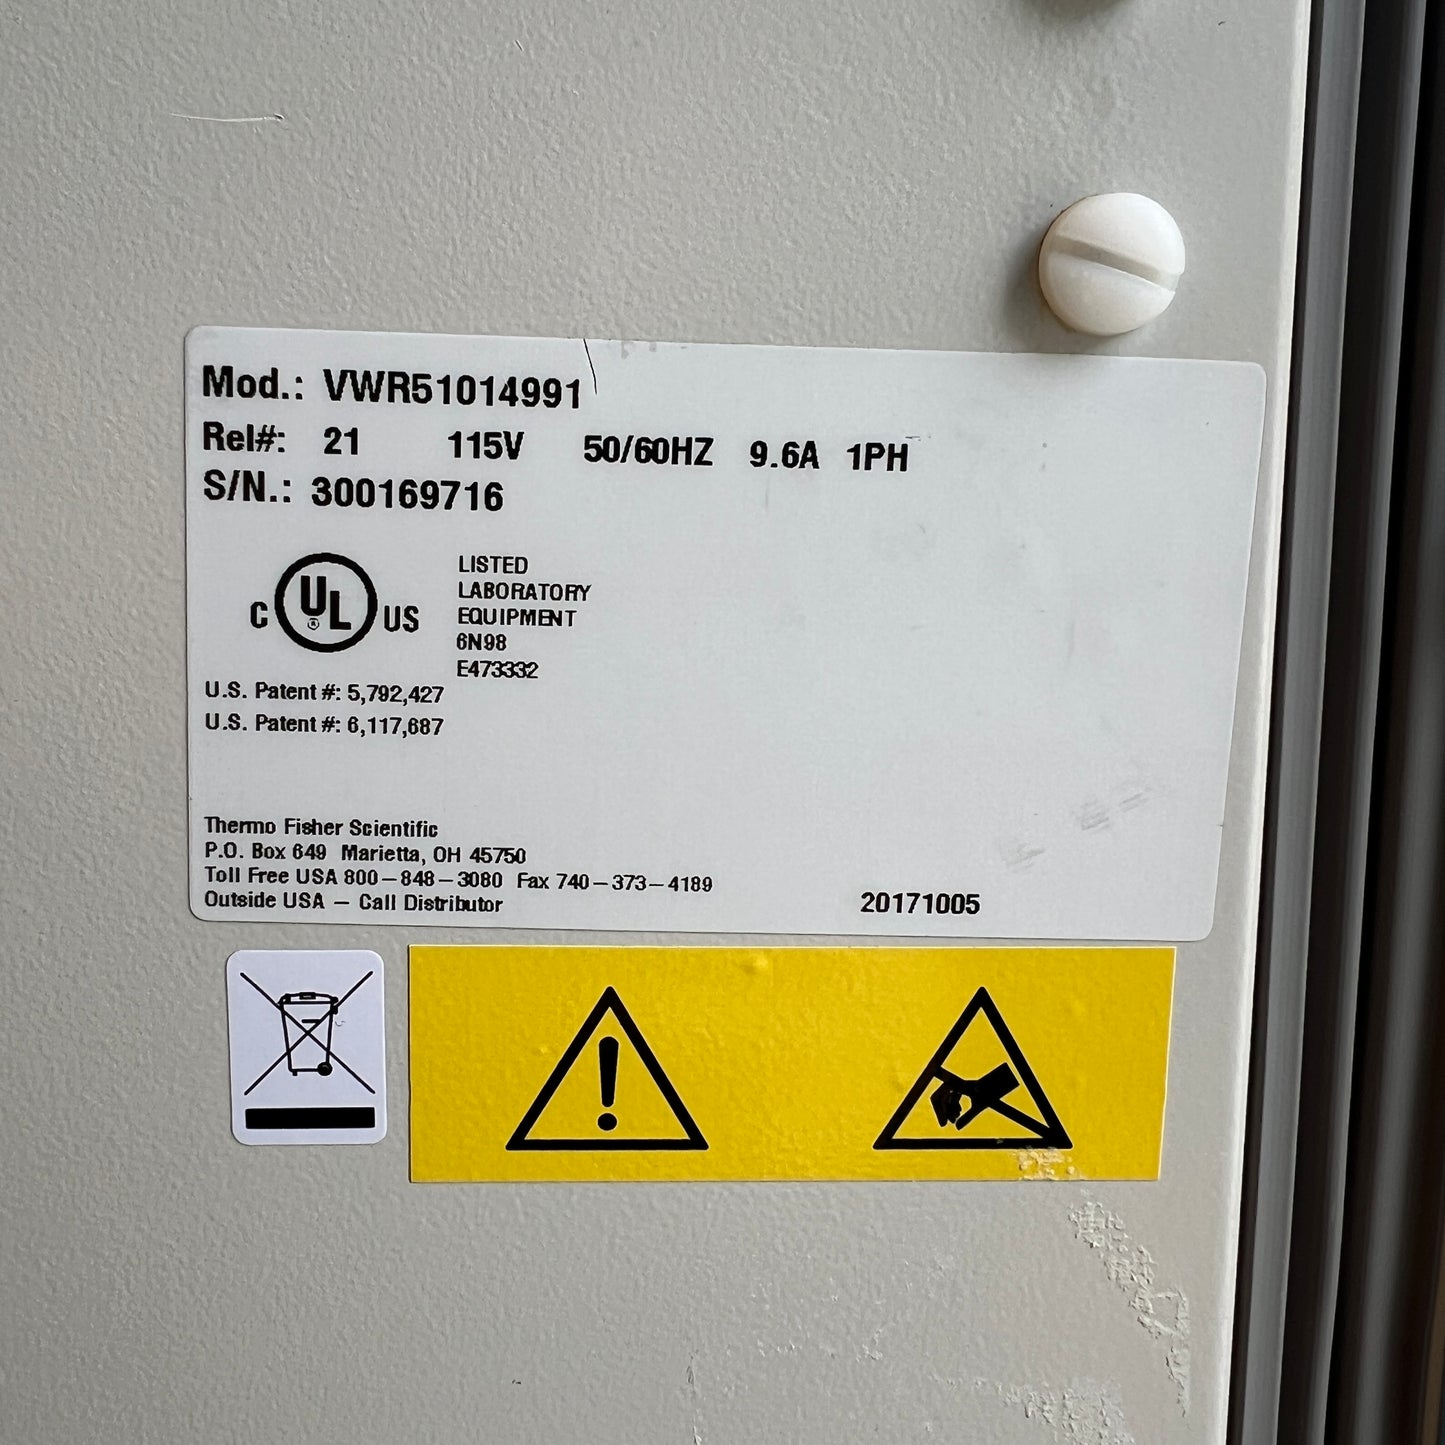 Mod.: VWR51014991
Rel#: 21 115V 50/60HZ 9.6A 1PH
S/N.: 300169716
C UL ® US
LISTED
LABORATORY
EQUIPMENT
6N98
E473332
U.S. Patent #: 5,792,427
U.S. Patent #: 6,117,687
Thermo Fisher Scientific
P.O. Box 649 Marietta, OH 45750
Toll Free USA 800-848-3080 Fax 740-373-4189
Outside USA - Call Distributor
20171005